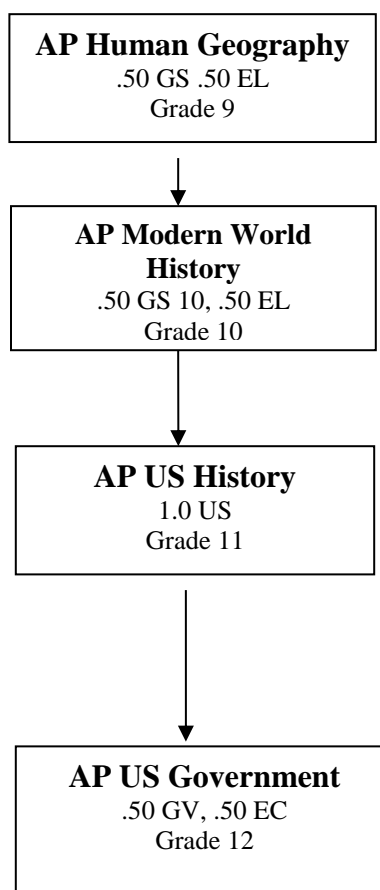 AP Human Geography
.50 GS .50 EL
Grade 9
AP Modern World
History
.50 GS 10, .50 EL
Grade 10
AP US History
1.0 US
Grade 11
AP US Government
.50 GV, .50 EC
Grade 12